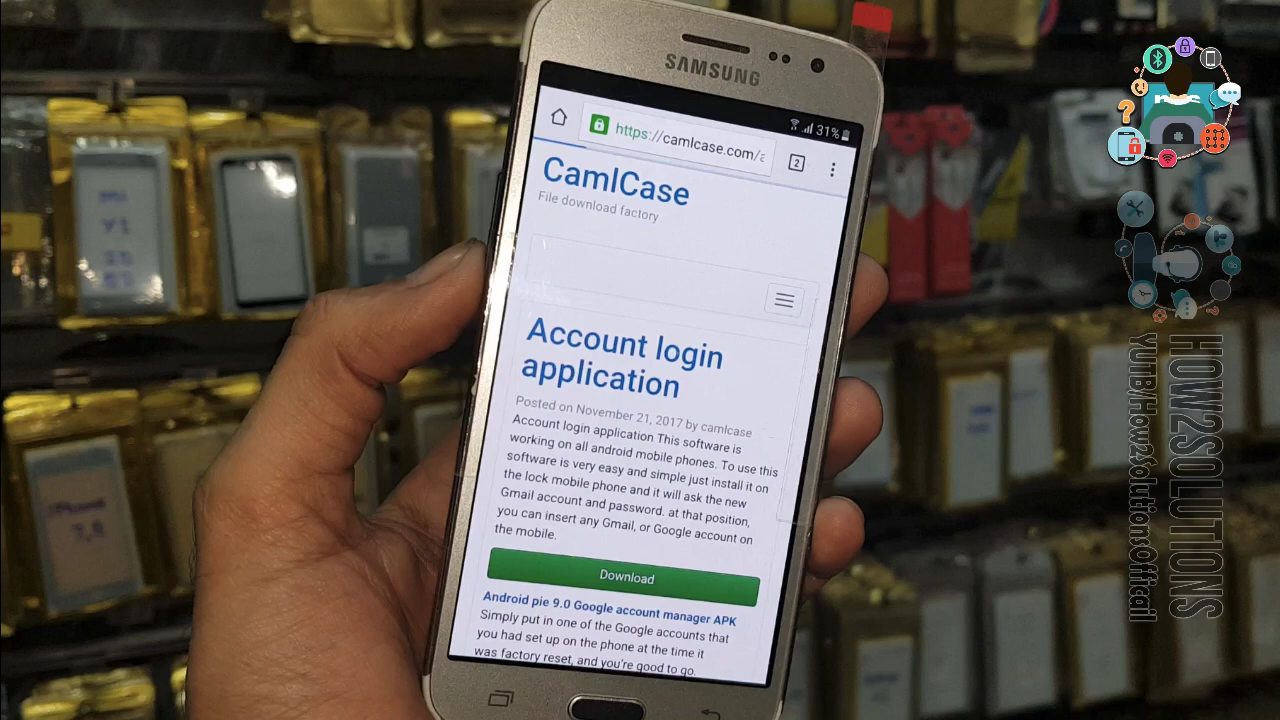 SAMSUNG
31%
https://camlcase.com/a
2
CamlCase
File download factory
Account login
application
Posted on November 21, 2017 by camlcase
Account login application This software is
working on all android mobile phones. To use this
software is very easy and simple just install it on
the lock mobile phone and it will ask the new
Gmail account and password. at that position,
you can insert any Gmail, or Google account on
the mobile.
Download
Android pie 9.0 Google account manager APK
Simply put in one of the Google accounts that
you had set up on the phone at the time it
was factory reset, and you're good to go.
HOW2SOLUTIONS
YUTB/How2SolutionsOffcail
iPhone
7,8